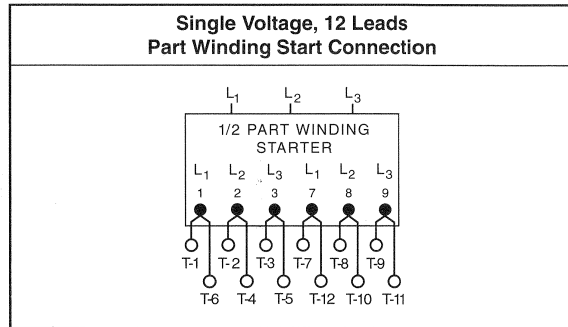 Single Voltage, 12 Leads
Part Winding Start Connection
L1 L2 L3
1/2 PART WINDING
STARTER
L1 L2 L3 L1 L2 L3
1 2 3 7 8 9
T-1 T-2 T-3 T-7 T-8 T-9
T-6 T-4 T-5 T-12 T-10 T-11